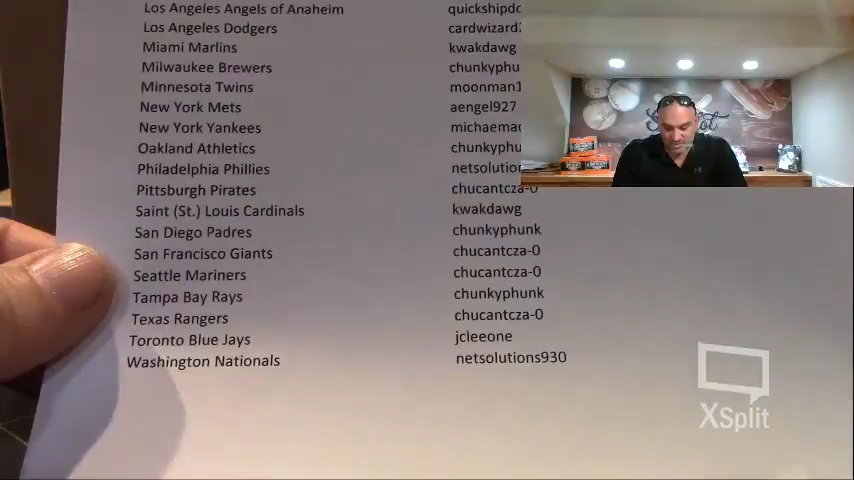 Los Angeles Angels of Anaheim
Los Angeles Dodgers
Miami Marlins kwakdawg
Milwaukee Brewers
Minnesota Twins
New York Mets aengel927
New York Yankees
Oakland Athletics
Philadelphia Phillies
Pittsburgh Pirates chucantcza-0
Saint (St.) Louis Cardinals kwakdawg
San Diego Padres chunkyphunk
San Francisco Giants chucantcza-0
Seattle Mariners chucantcza-0
Tampa Bay Rays chunkyphunk
Texas Rangers chucantcza-0
Toronto Blue Jays jcleeone
Washington Nationals netsolutions930
XSplit